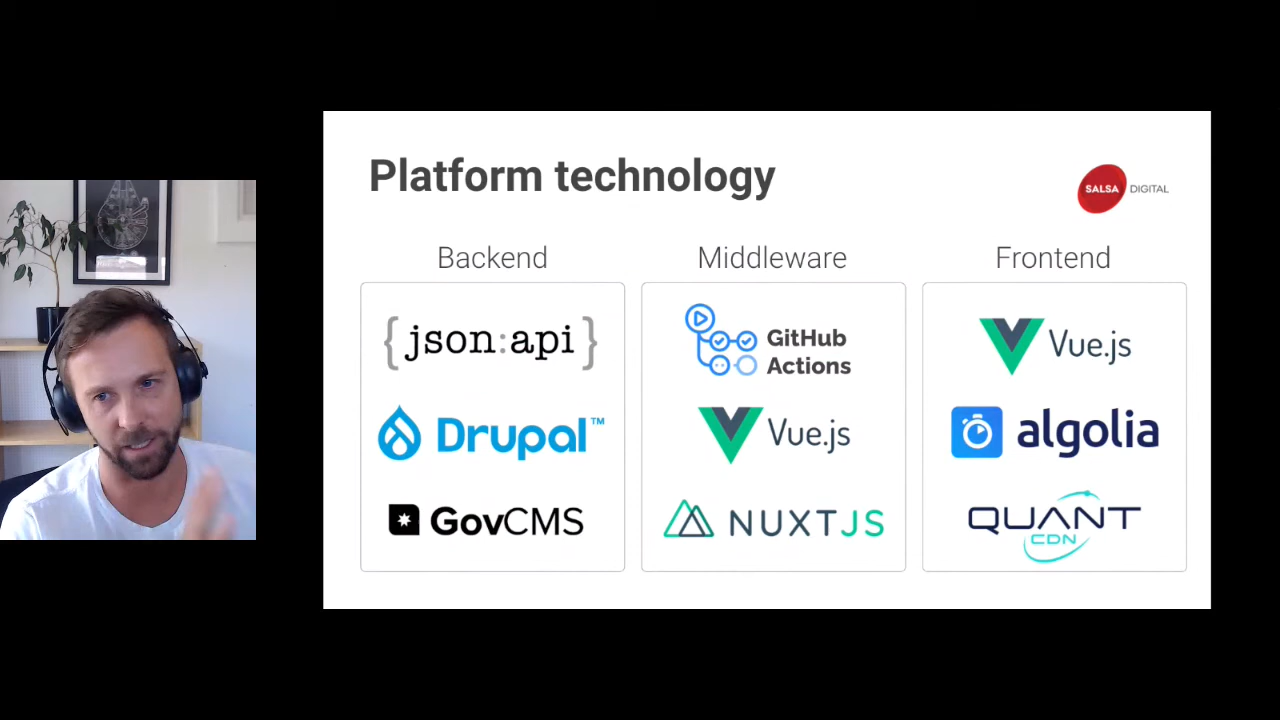 Platform technology
SALSA DIGITAL
Backend
{json:api}
Drupal™
GovCMS
Middleware
GitHub
Actions
Vue.js
NUXTJS
Frontend
Vue.js
algolia
QUANT
CDN